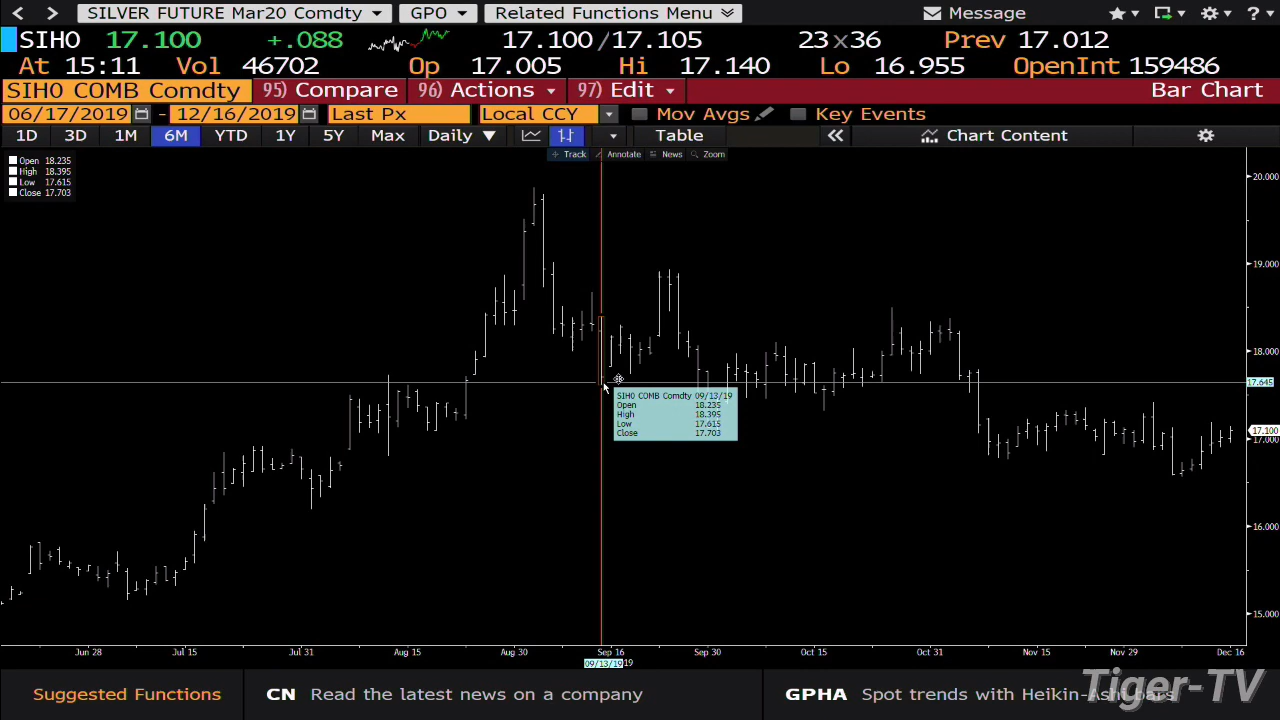 SILVER FUTURE Mar20 Comdty GPO Related Functions Menu Message ?
SIH0 17.100 +.088 17.100/17.105 23x36 Prev 17.012
At 15:11 Vol 46702 Op 17.005 Hi 17.140 Lo 16.955 OpenInt 159486
SIH0 COMB Comdty 95) Compare 96) Actions 97) Edit Bar Chart
06/17/2019 - 12/16/2019 Last Px Local CCY Mov Avgs Key Events
1D 3D 1M 6M YTD 1Y 5Y Max Daily Table Chart Content
Track Annotate News Zoom
Open 18.235
High 18.395
Low 17.615
Close 17.703
20.000
19.000
18.000
17.645
17.100
17.000
16.000
15.000
SIH0 COMB Comdty 09/13/19
Open 18.235
High 18.395
Low 17.615
Close 17.703
Jun 28 Jul 15 Jul 31 Aug 15 Aug 30 Sep 16 Sep 30 Oct 15 Oct 31 Nov 15 Nov 29 Dec 16
09/13/19
Suggested Functions CN Read the latest news on a company GPHA Spot trends with Heikin-Ashi bars
Tiger-TV